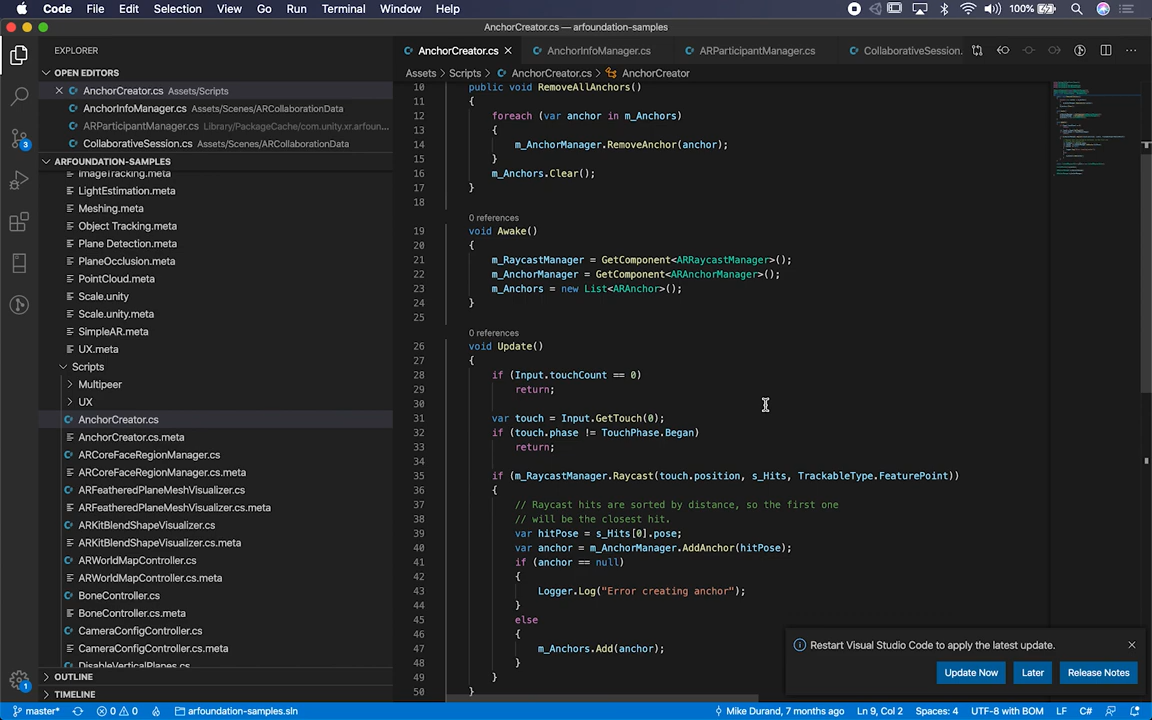 Code File Edit Selection View Go Run Terminal Window Help 100%
AnchorCreator.cs — arfoundation-samples
EXPLORER
AnchorCreator.cs AnchorInfoManager.cs ARParticipantManager.cs CollaborativeSession.
OPEN EDITORS
Assets > Scripts > AnchorCreator.cs > AnchorCreator
AnchorCreator.cs Assets/Scripts
AnchorInfoManager.cs Assets/Scenes/ARCollaborationData
ARParticipantManager.cs Library/PackageCache/com.unity.xr.arfoun...
CollaborativeSession.cs Assets/Scenes/ARCollaborationData
3
ARFOUNDATION-SAMPLES
ImageTracking.meta
LightEstimation.meta
Meshing.meta
Object Tracking.meta
Plane Detection.meta
PlaneOcclusion.meta
PointCloud.meta
Scale.unity
Scale.unity.meta
SimpleAR.meta
UX.meta
Scripts
Multipeer
UX
AnchorCreator.cs
AnchorCreator.cs.meta
ARCoreFaceRegionManager.cs
ARCoreFaceRegionManager.cs.meta
ARFeatheredPlaneMeshVisualizer.cs
ARFeatheredPlaneMeshVisualizer.cs.meta
ARKitBlendShapeVisualizer.cs
ARKitBlendShapeVisualizer.cs.meta
ARWorldMapController.cs
ARWorldMapController.cs.meta
BoneController.cs
BoneController.cs.meta
CameraConfigController.cs
CameraConfigController.cs.meta
DisableVerticalPlanes.cs
OUTLINE
TIMELINE
1
10 public void RemoveAllAnchors()
11 {
12 foreach (var anchor in m_Anchors)
13 {
14 m_AnchorManager.RemoveAnchor(anchor);
15 }
16 m_Anchors.Clear();
17 }
18
0 references
19 void Awake()
20 {
21 m_RaycastManager = GetComponent<ARRaycastManager>();
22 m_AnchorManager = GetComponent<ARAnchorManager>();
23 m_Anchors = new List<ARAnchor>();
24 }
25
0 references
26 void Update()
27 {
28 if (Input.touchCount == 0)
29 return;
30
31 var touch = Input.GetTouch(0);
32 if (touch.phase != TouchPhase.Began)
33 return;
34
35 if (m_RaycastManager.Raycast(touch.position, s_Hits, TrackableType.FeaturePoint))
36 {
37 // Raycast hits are sorted by distance, so the first one
38 // will be the closest hit.
39 var hitPose = s_Hits[0].pose;
40 var anchor = m_AnchorManager.AddAnchor(hitPose);
41 if (anchor == null)
42 {
43 Logger.Log("Error creating anchor");
44 }
45 else
46 {
47 m_Anchors.Add(anchor);
48 }
49 }
50 }
Restart Visual Studio Code to apply the latest update.
Update Now Later Release Notes
master* 0 0 arfoundation-samples.sln Mike Durand, 7 months ago Ln 9, Col 2 Spaces: 4 UTF-8 with BOM LF C#